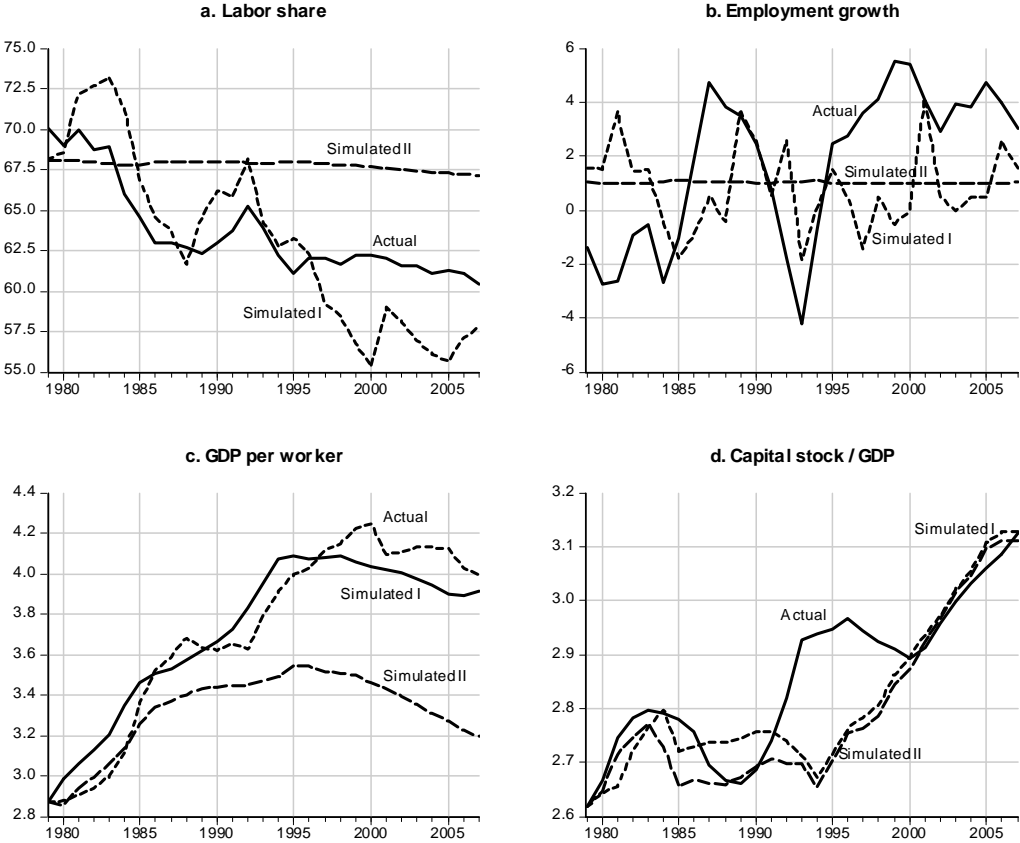 a. Labor share
75.0
72.5
70.0
67.5
65.0
62.5
60.0
57.5
55.0
Simulated II
Actual
Simulated I
1980 1985 1990 1995 2000 2005
b. Employment growth
6
4
2
0
-2
-4
-6
Actual
Simulated II
Simulated I
1980 1985 1990 1995 2000 2005
c. GDP per worker
4.4
4.2
4.0
3.8
3.6
3.4
3.2
3.0
2.8
Actual
Simulated I
Simulated II
1980 1985 1990 1995 2000 2005
d. Capital stock / GDP
3.2
3.1
3.0
2.9
2.8
2.7
2.6
Simulated I
Actual
Simulated II
1980 1985 1990 1995 2000 2005